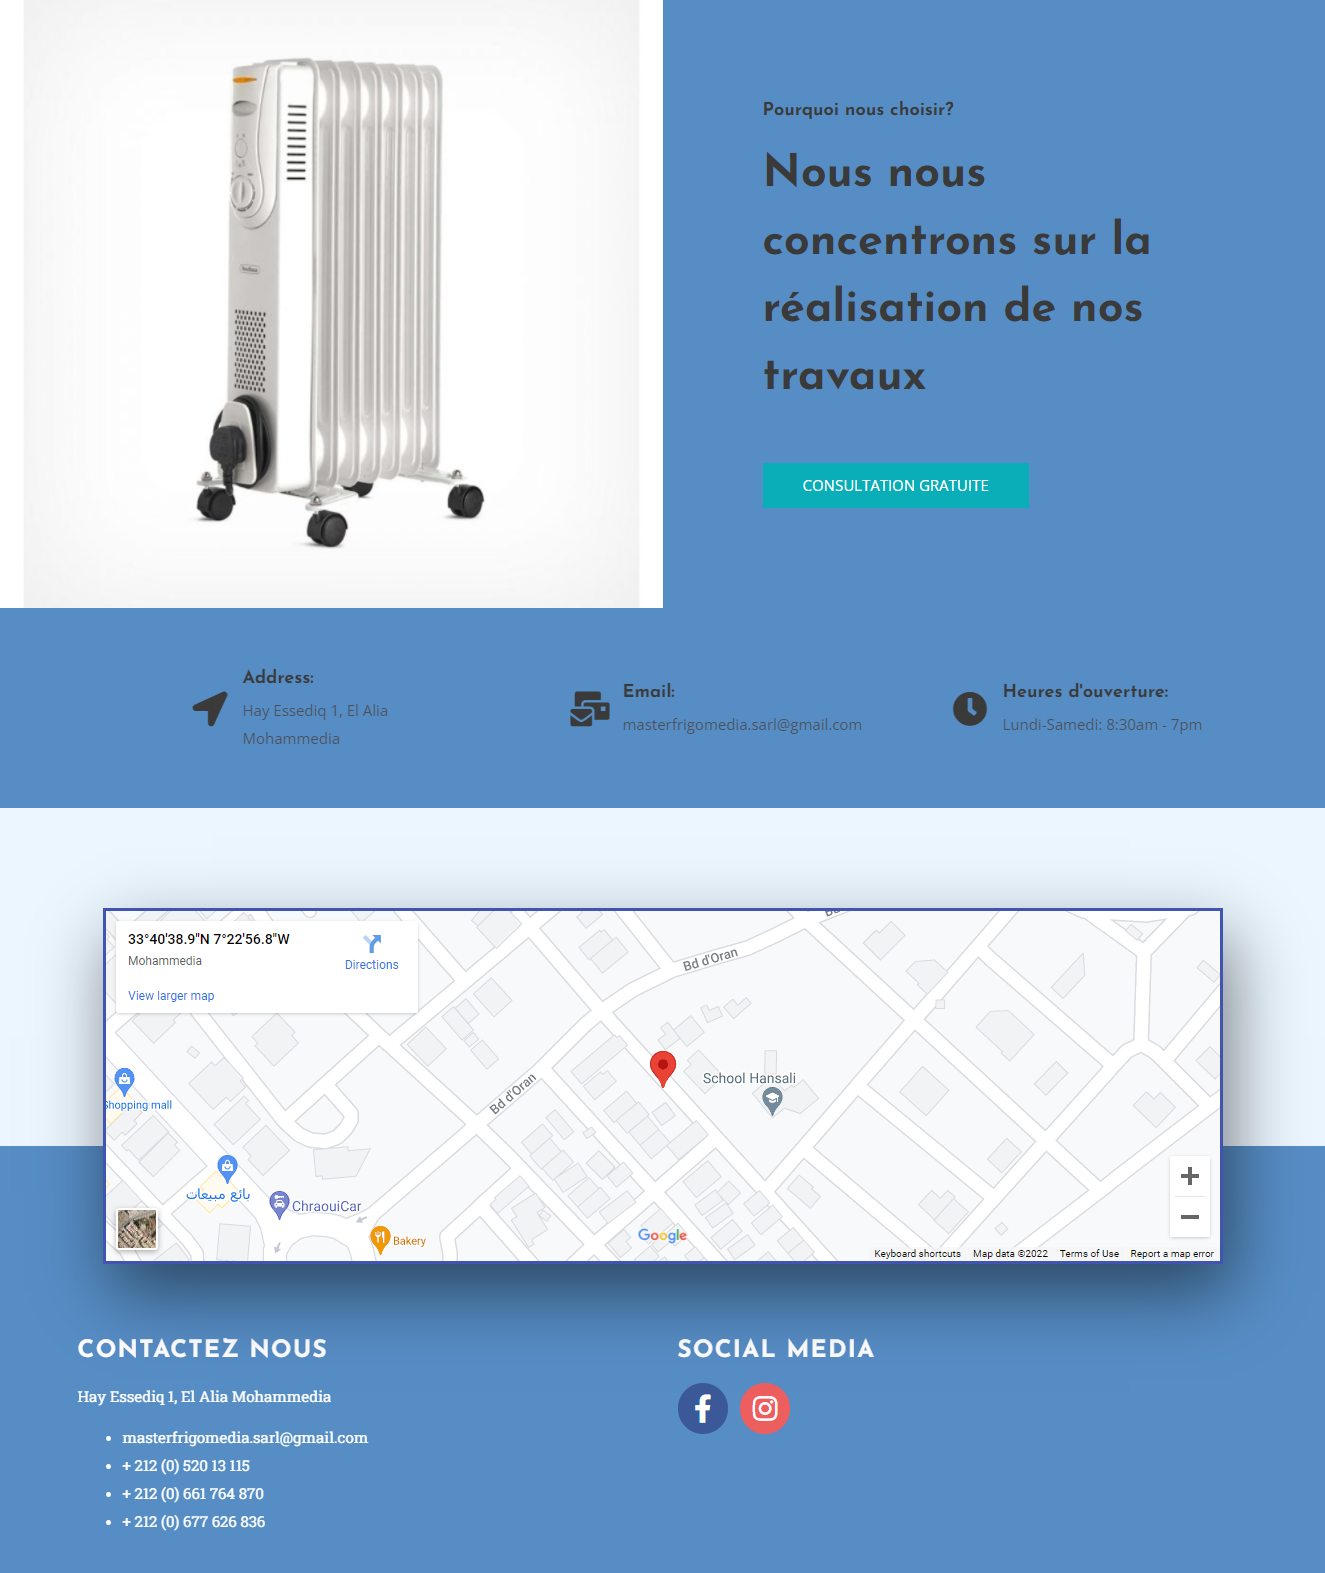 Pourquoi nous choisir?
Nous nous
concentrons sur la
réalisation de nos
travaux
CONSULTATION GRATUITE
Address:
Hay Essediq 1, El Alia
Mohammedia
Email:
masterfrigomedia.sarl@gmail.com
Heures d'ouverture:
Lundi-Samedi: 8:30am - 7pm
33°40'38.9"N 7°22'56.8"W
Mohammedia
Directions
View larger map
Bd d'Oran
Bd d'Oran
School Hansali
Shopping mall
بائع مبيعات
ChraouiCar
Bakery
Google
Keyboard shortcuts
Map data ©2022
Terms of Use
Report a map error
CONTACTEZ NOUS
Hay Essediq 1, El Alia Mohammedia
masterfrigomedia.sarl@gmail.com
+ 212 (0) 520 13 115
+ 212 (0) 661 764 870
+ 212 (0) 677 626 836
SOCIAL MEDIA